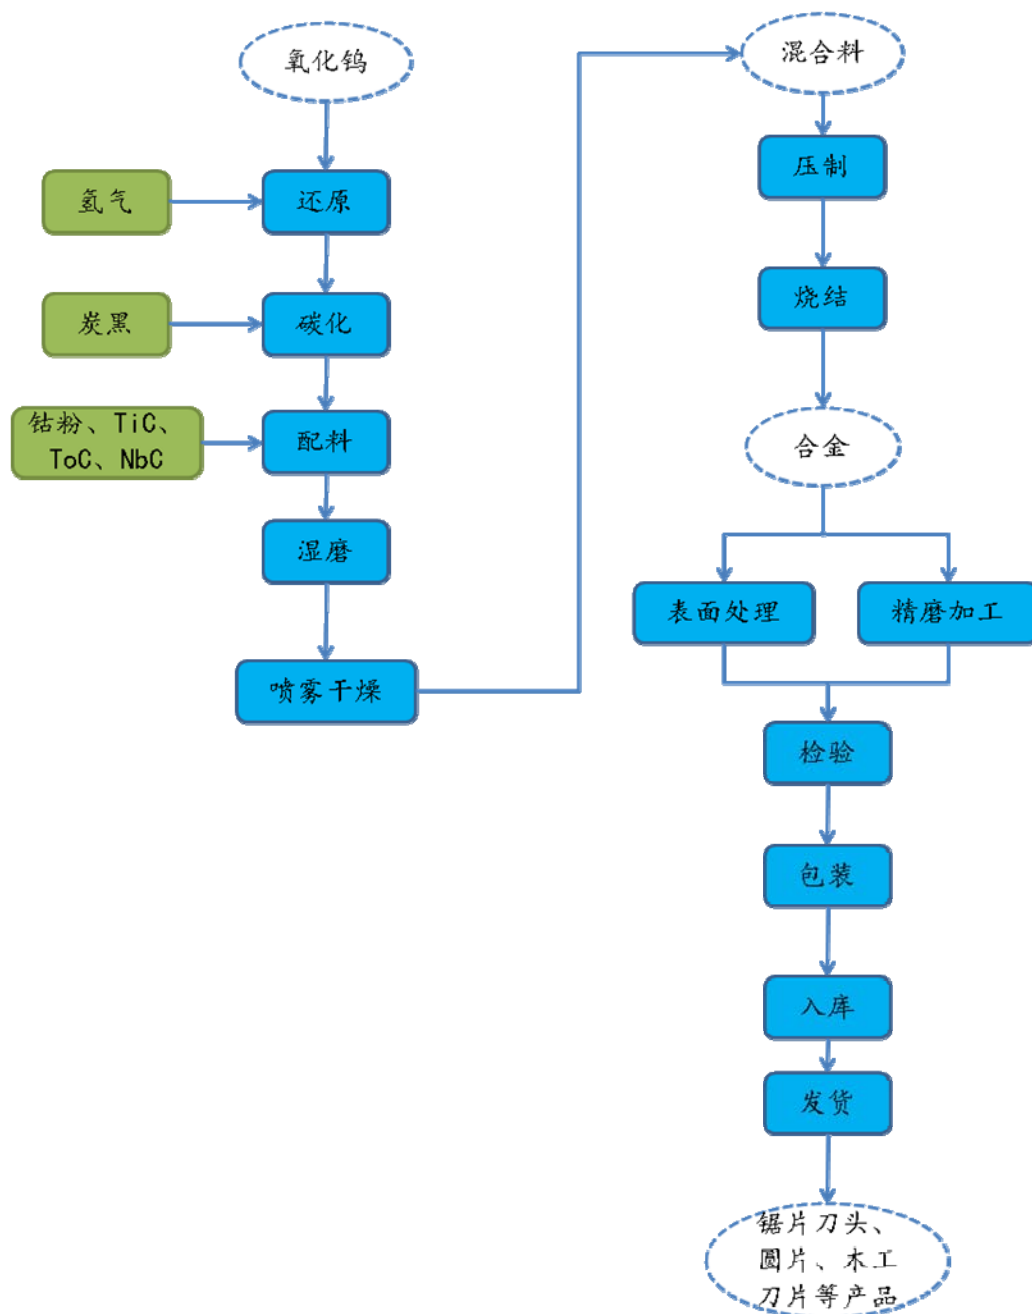 氧化钨
氢气
还原
炭黑
碳化
钴粉、TiC、
ToC、NbC
配料
湿磨
喷雾干燥
混合料
压制
烧结
合金
表面处理
精磨加工
检验
包装
入库
发货
锯片刀头、
圆片、木工
刀片等产品